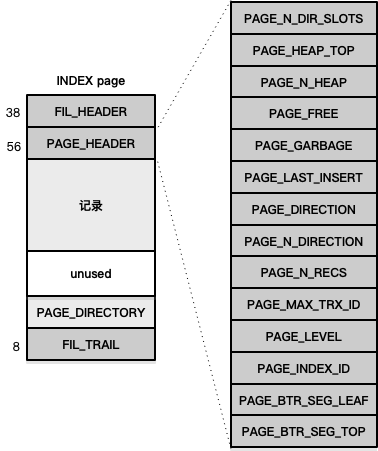 INDEX page
38
FIL_HEADER
56
PAGE_HEADER
记录
unused
PAGE_DIRECTORY
8
FIL_TRAIL
PAGE_N_DIR_SLOTS
PAGE_HEAP_TOP
PAGE_N_HEAP
PAGE_FREE
PAGE_GARBAGE
PAGE_LAST_INSERT
PAGE_DIRECTION
PAGE_N_DIRECTION
PAGE_N_RECS
PAGE_MAX_TRX_ID
PAGE_LEVEL
PAGE_INDEX_ID
PAGE_BTR_SEG_LEAF
PAGE_BTR_SEG_TOP